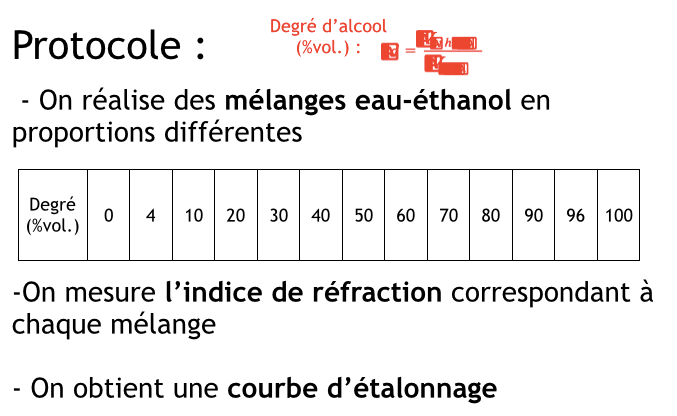 Protocole :
Degré d'alcool
(%vol.) :
=
- On réalise des mélanges eau-éthanol en
proportions différentes
Degré (%vol.) 0 4 10 20 30 40 50 60 70 80 90 96 100
-On mesure l'indice de réfraction correspondant à
chaque mélange
- On obtient une courbe d'étalonnage